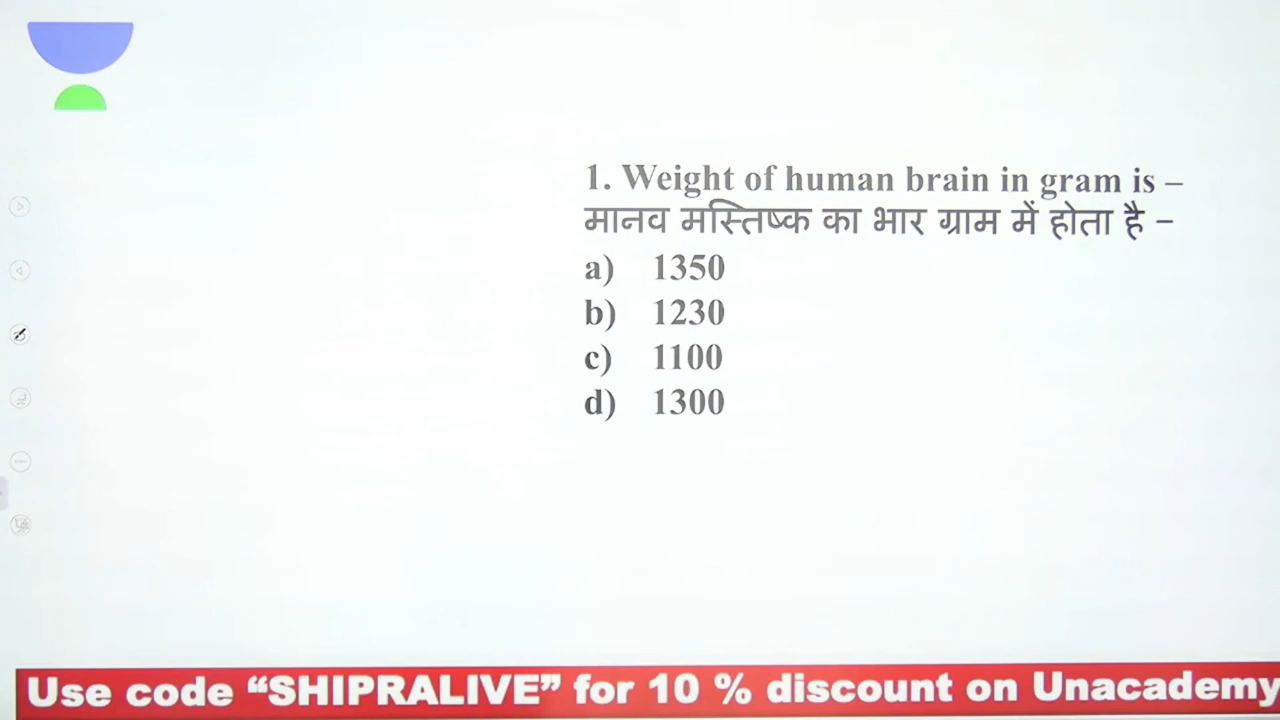 1. Weight of human brain in gram is –
मानव मस्तिष्क का भार ग्राम में होता है –
a) 1350
b) 1230
c) 1100
d) 1300
Use code “SHIPRALIVE” for 10 % discount on Unacademy